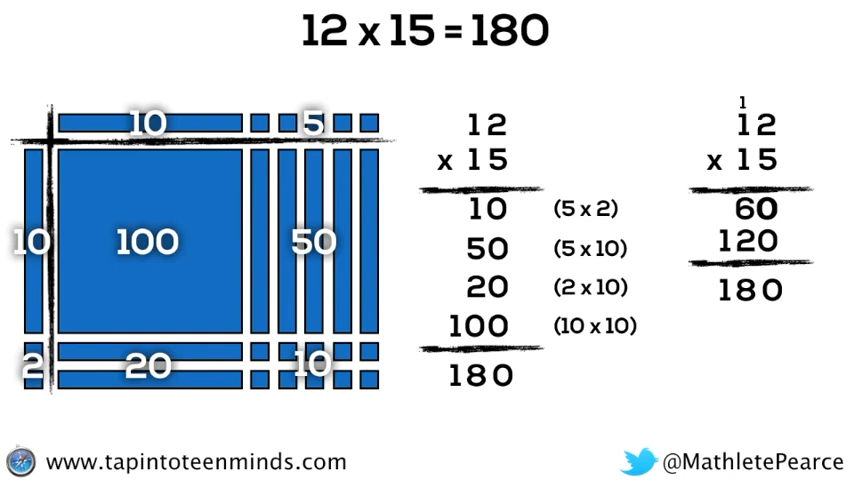 12 x 15 = 180
10 5
10 100 50
2 20 10
12
x 15
10 (5 x 2)
50 (5 x 10)
20 (2 x 10)
100 (10 x 10)
180
1
12
x 15
60
120
180
www.tapintoteenminds.com
@MathletePearce